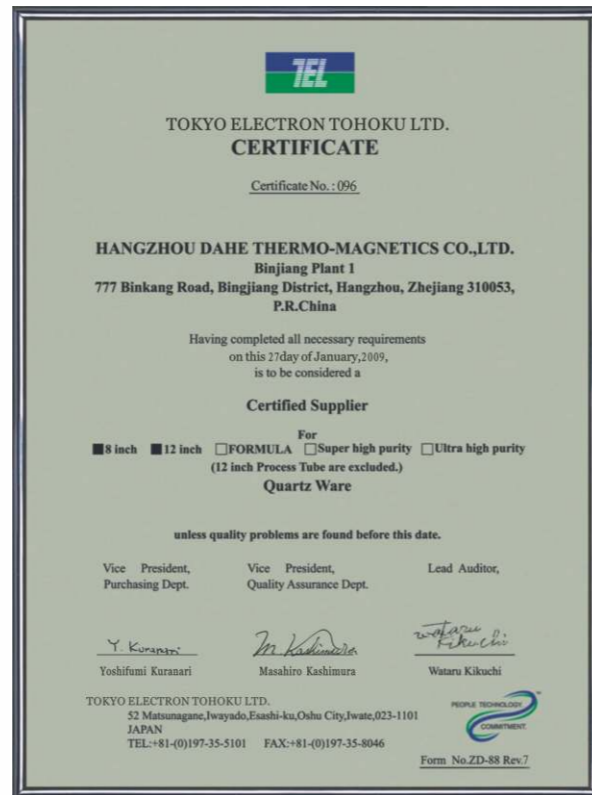 TEL
TOKYO ELECTRON TOHOKU LTD.
CERTIFICATE
Certificate No. : 096
HANGZHOU DAHE THERMO-MAGNETICS CO.,LTD.
Binjiang Plant 1
777 Binkang Road, Bingjiang District, Hangzhou, Zhejiang 310053,
P.R.China
Having completed all necessary requirements
on this 27day of January,2009,
is to be considered a
Certified Supplier
For
■8 inch ■12 inch □FORMULA □Super high purity □Ultra high purity
(12 inch Process Tube are excluded.)
Quartz Ware
unless quality problems are found before this date.
Vice President, Vice President, Lead Auditor,
Purchasing Dept. Quality Assurance Dept.
Y. Kuranari M. Kashimura Wataru Kikuchi
Yoshifumi Kuranari Masahiro Kashimura Wataru Kikuchi
TOKYO ELECTRON TOHOKU LTD.
52 Matsunagane,Iwayado,Esashi-ku,Oshu City,Iwate,023-1101
JAPAN
TEL:+81-(0)197-35-5101 FAX:+81-(0)197-35-8046
PEOPLE TECHNOLOGY
COMMITMENT
Form No.ZD-88 Rev.7